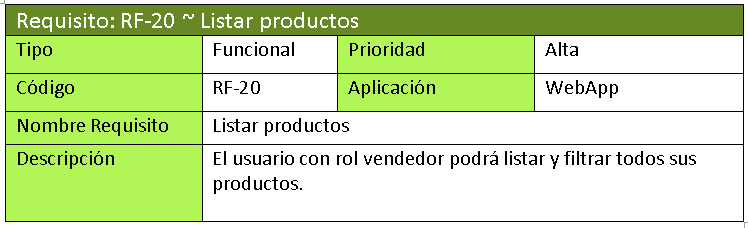 Requisito: RF-20 ~ Listar productos
Tipo Funcional Prioridad Alta
Código RF-20 Aplicación WebApp
Nombre Requisito Listar productos
Descripción El usuario con rol vendedor podrá listar y filtrar todos sus
productos.